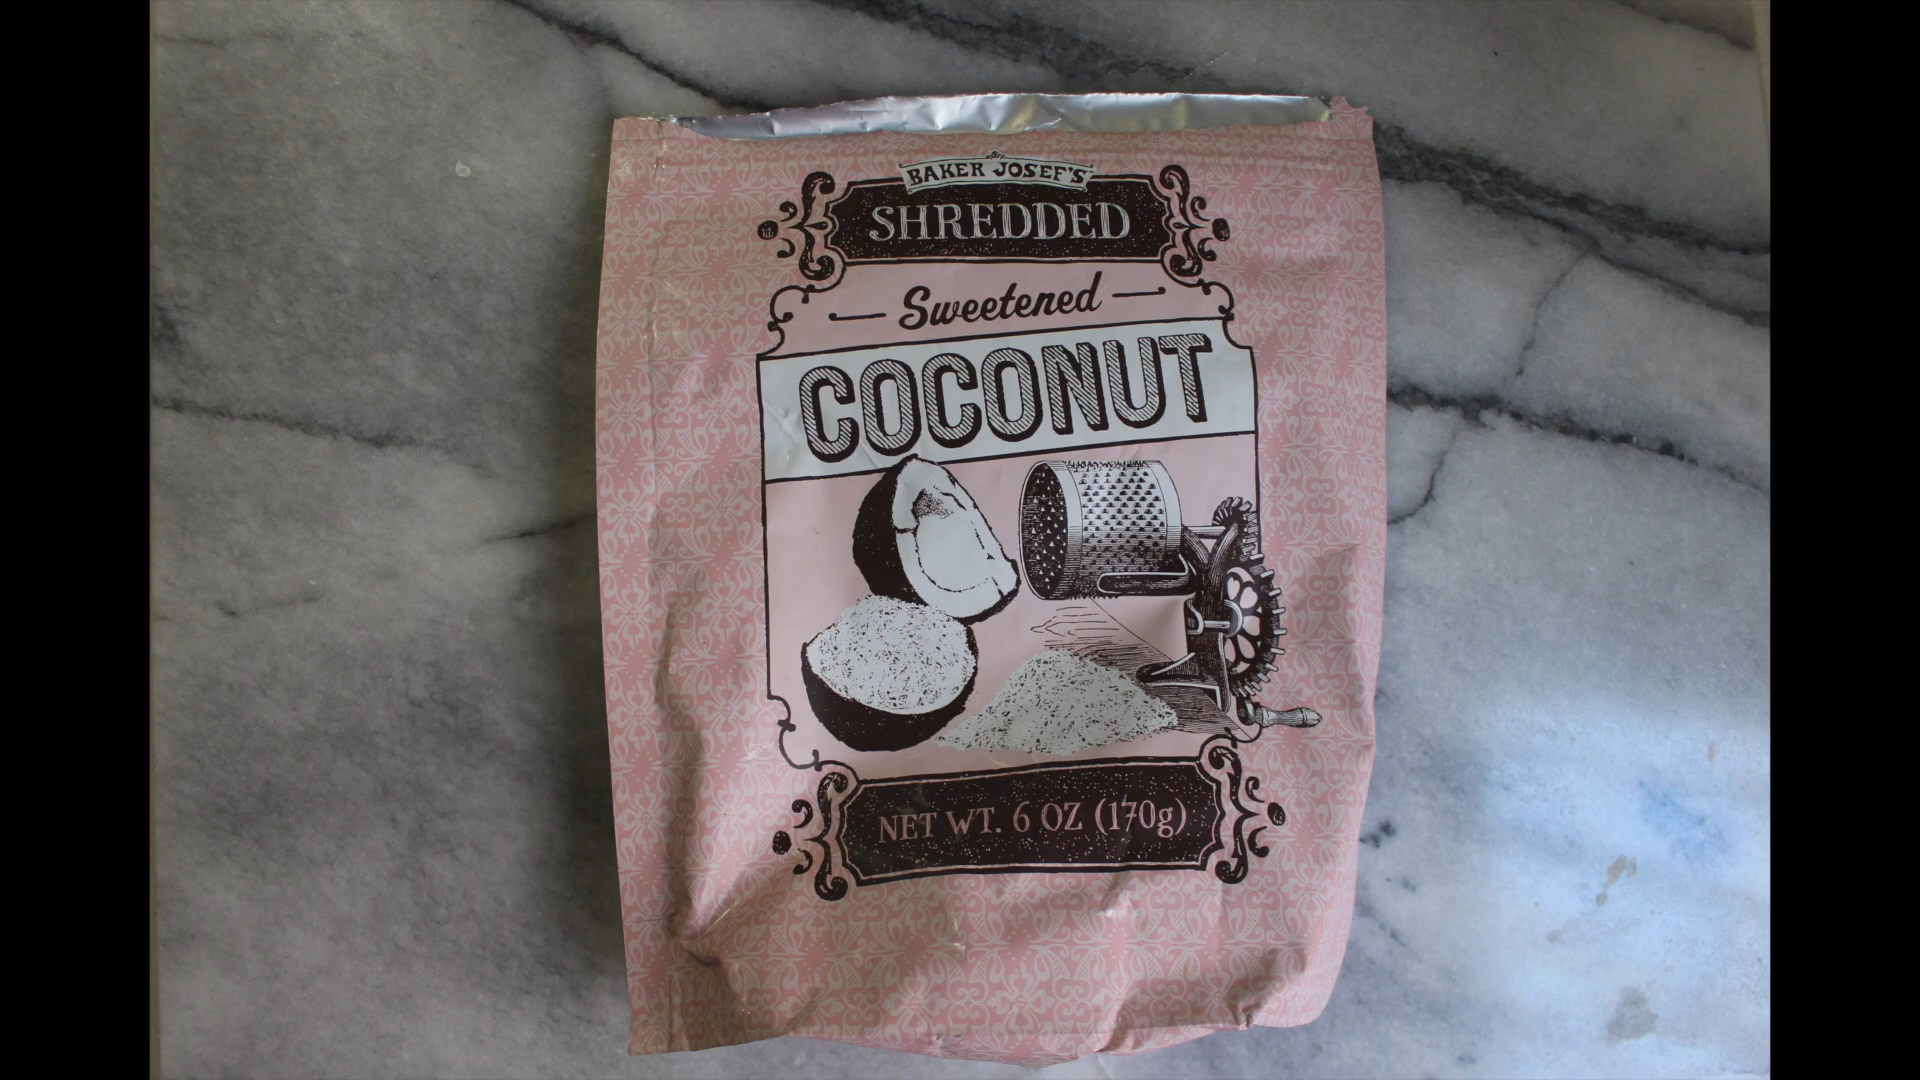 BAKER JOSEF'S
SHREDDED
Sweetened
COCONUT
NET WT. 6 OZ (170g)